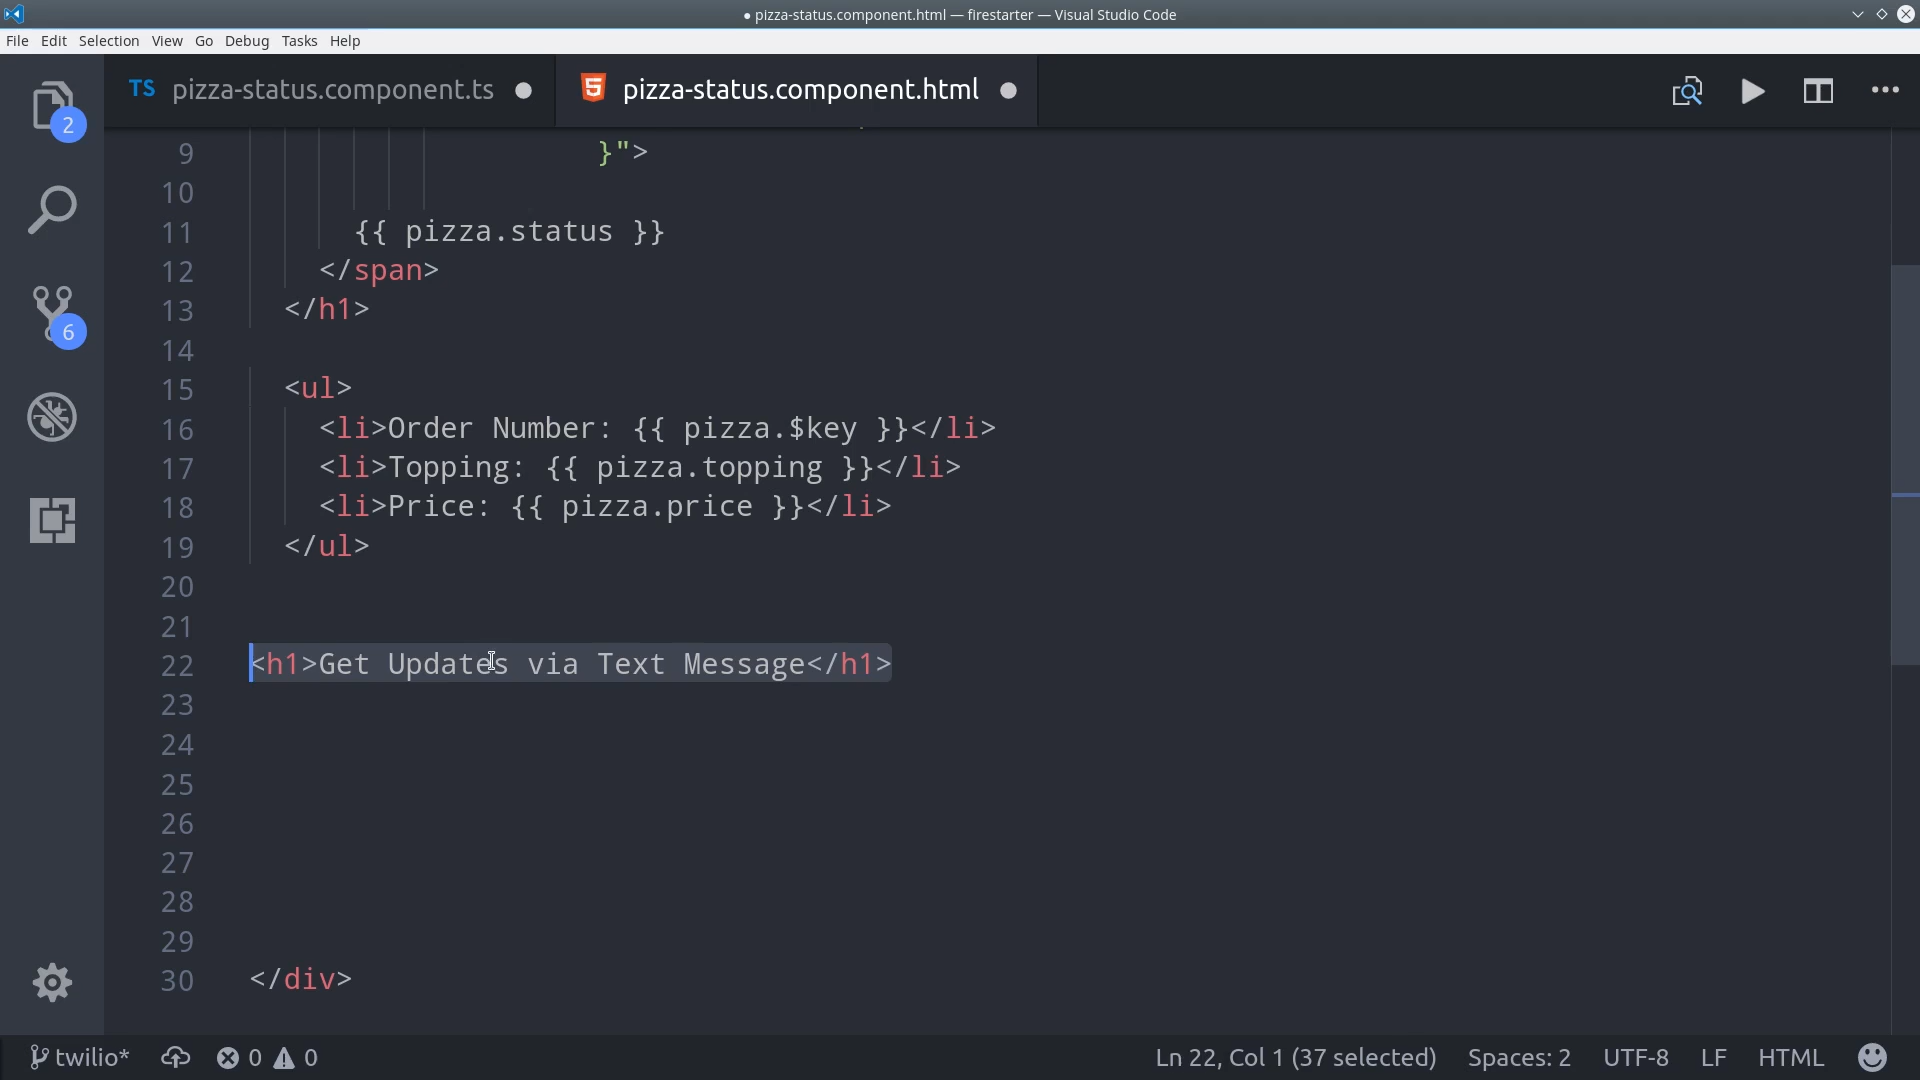 ● pizza-status.component.html — firestarter — Visual Studio Code
File Edit Selection View Go Debug Tasks Help
TS pizza-status.component.ts pizza-status.component.html
2
6
9 }">
10
11 {{ pizza.status }}
12 </span>
13 </h1>
14
15 <ul>
16 <li>Order Number: {{ pizza.$key }}</li>
17 <li>Topping: {{ pizza.topping }}</li>
18 <li>Price: {{ pizza.price }}</li>
19 </ul>
20
21
22 <h1>Get Updates via Text Message</h1>
23
24
25
26
27
28
29
30 </div>
twilio* 0 0 Ln 22, Col 1 (37 selected) Spaces: 2 UTF-8 LF HTML